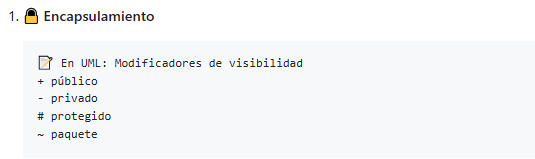 1. 🔒 Encapsulamiento
📝 En UML: Modificadores de visibilidad
+ público
- privado
# protegido
~ paquete